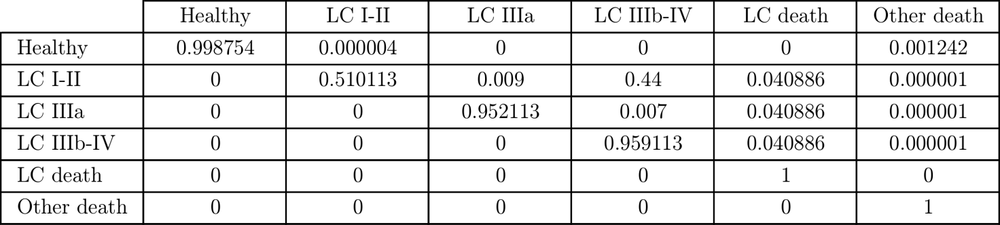 Healthy LC I-II LC IIIa LC IIIb-IV LC death Other death
Healthy 0.998754 0.000004 0 0 0 0.001242
LC I-II 0 0.510113 0.009 0.44 0.040886 0.000001
LC IIIa 0 0 0.952113 0.007 0.040886 0.000001
LC IIIb-IV 0 0 0 0.959113 0.040886 0.000001
LC death 0 0 0 0 1 0
Other death 0 0 0 0 0 1